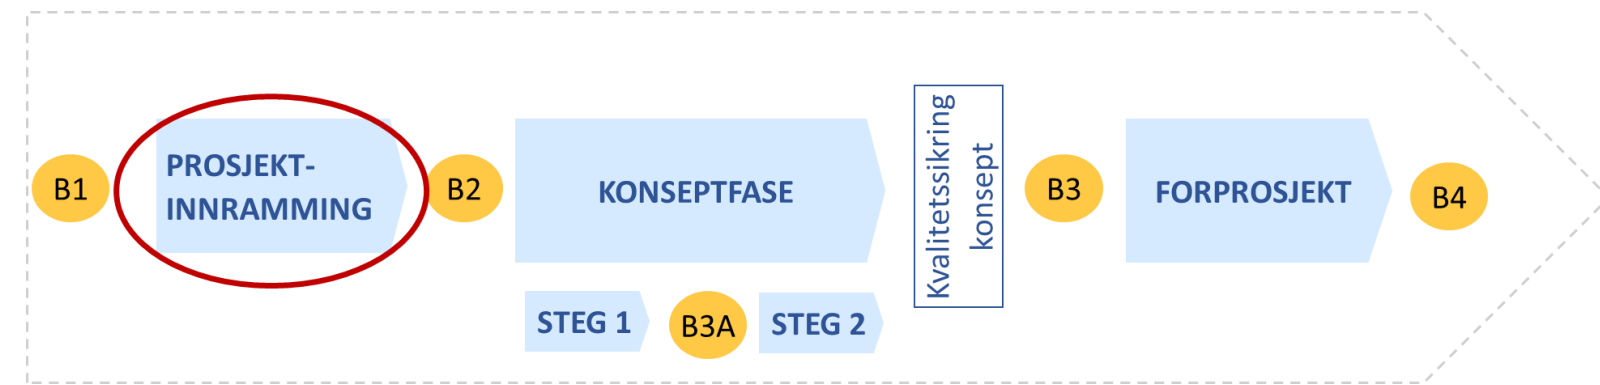 B1
PROSJEKT-
INNRAMMING
B2
KONSEPTFASE
Kvalitetssikring
konsept
B3
FORPROSJEKT
B4
STEG 1
B3A
STEG 2